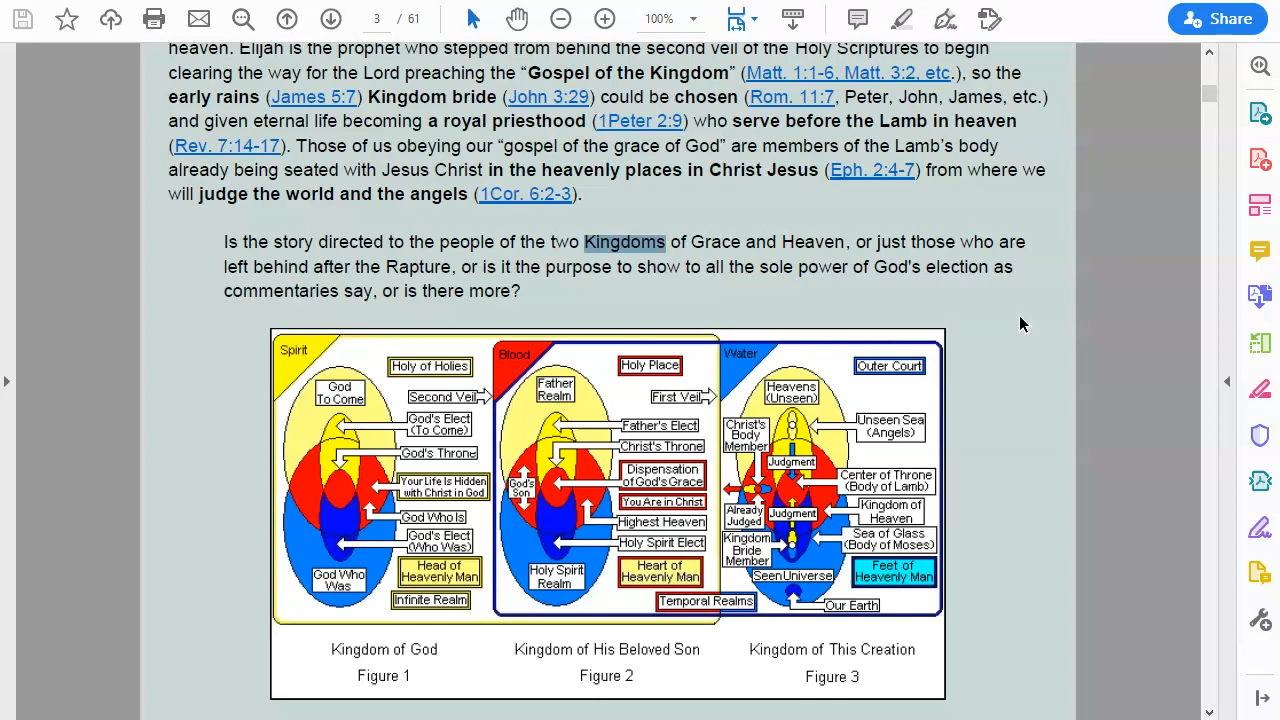 3 / 61
100%
Share
heaven. Elijah is the prophet who stepped from behind the second veil of the Holy Scriptures to begin
clearing the way for the Lord preaching the “Gospel of the Kingdom” (Matt. 1:1-6, Matt. 3:2, etc.), so the
early rains (James 5:7) Kingdom bride (John 3:29) could be chosen (Rom. 11:7, Peter, John, James, etc.)
and given eternal life becoming a royal priesthood (1Peter 2:9) who serve before the Lamb in heaven
(Rev. 7:14-17). Those of us obeying our “gospel of the grace of God” are members of the Lamb’s body
already being seated with Jesus Christ in the heavenly places in Christ Jesus (Eph. 2:4-7) from where we
will judge the world and the angels (1Cor. 6:2-3).
Is the story directed to the people of the two Kingdoms of Grace and Heaven, or just those who are
left behind after the Rapture, or is it the purpose to show to all the sole power of God's election as
commentaries say, or is there more?
Spirit
Holy of Holies
God
To Come
Second Veil
God's Elect
(To Come)
God's Throne
Your Life Is Hidden
with Christ in God
God Who Is
God's Elect
(Who Was)
God Who
Was
Head of
Heavenly Man
Infinite Realm
Blood
Holy Place
Father
Realm
First Veil
Father's Elect
Christ's Throne
God's
Son
Dispensation
of God's Grace
You Are in Christ
Highest Heaven
Holy Spirit Elect
Holy Spirit
Realm
Heart of
Heavenly Man
Temporal Realms
Water
Outer Court
Heavens
(Unseen)
Christ's
Body
Member
Unseen Sea
(Angels)
Judgment
Center of Throne
(Body of Lamb)
Already
Judged
Judgment
Kingdom of
Heaven
Kingdom
Bride
Member
Sea of Glass
(Body of Moses)
Seen Universe
Feet of
Heavenly Man
Our Earth
Kingdom of God
Figure 1
Kingdom of His Beloved Son
Figure 2
Kingdom of This Creation
Figure 3